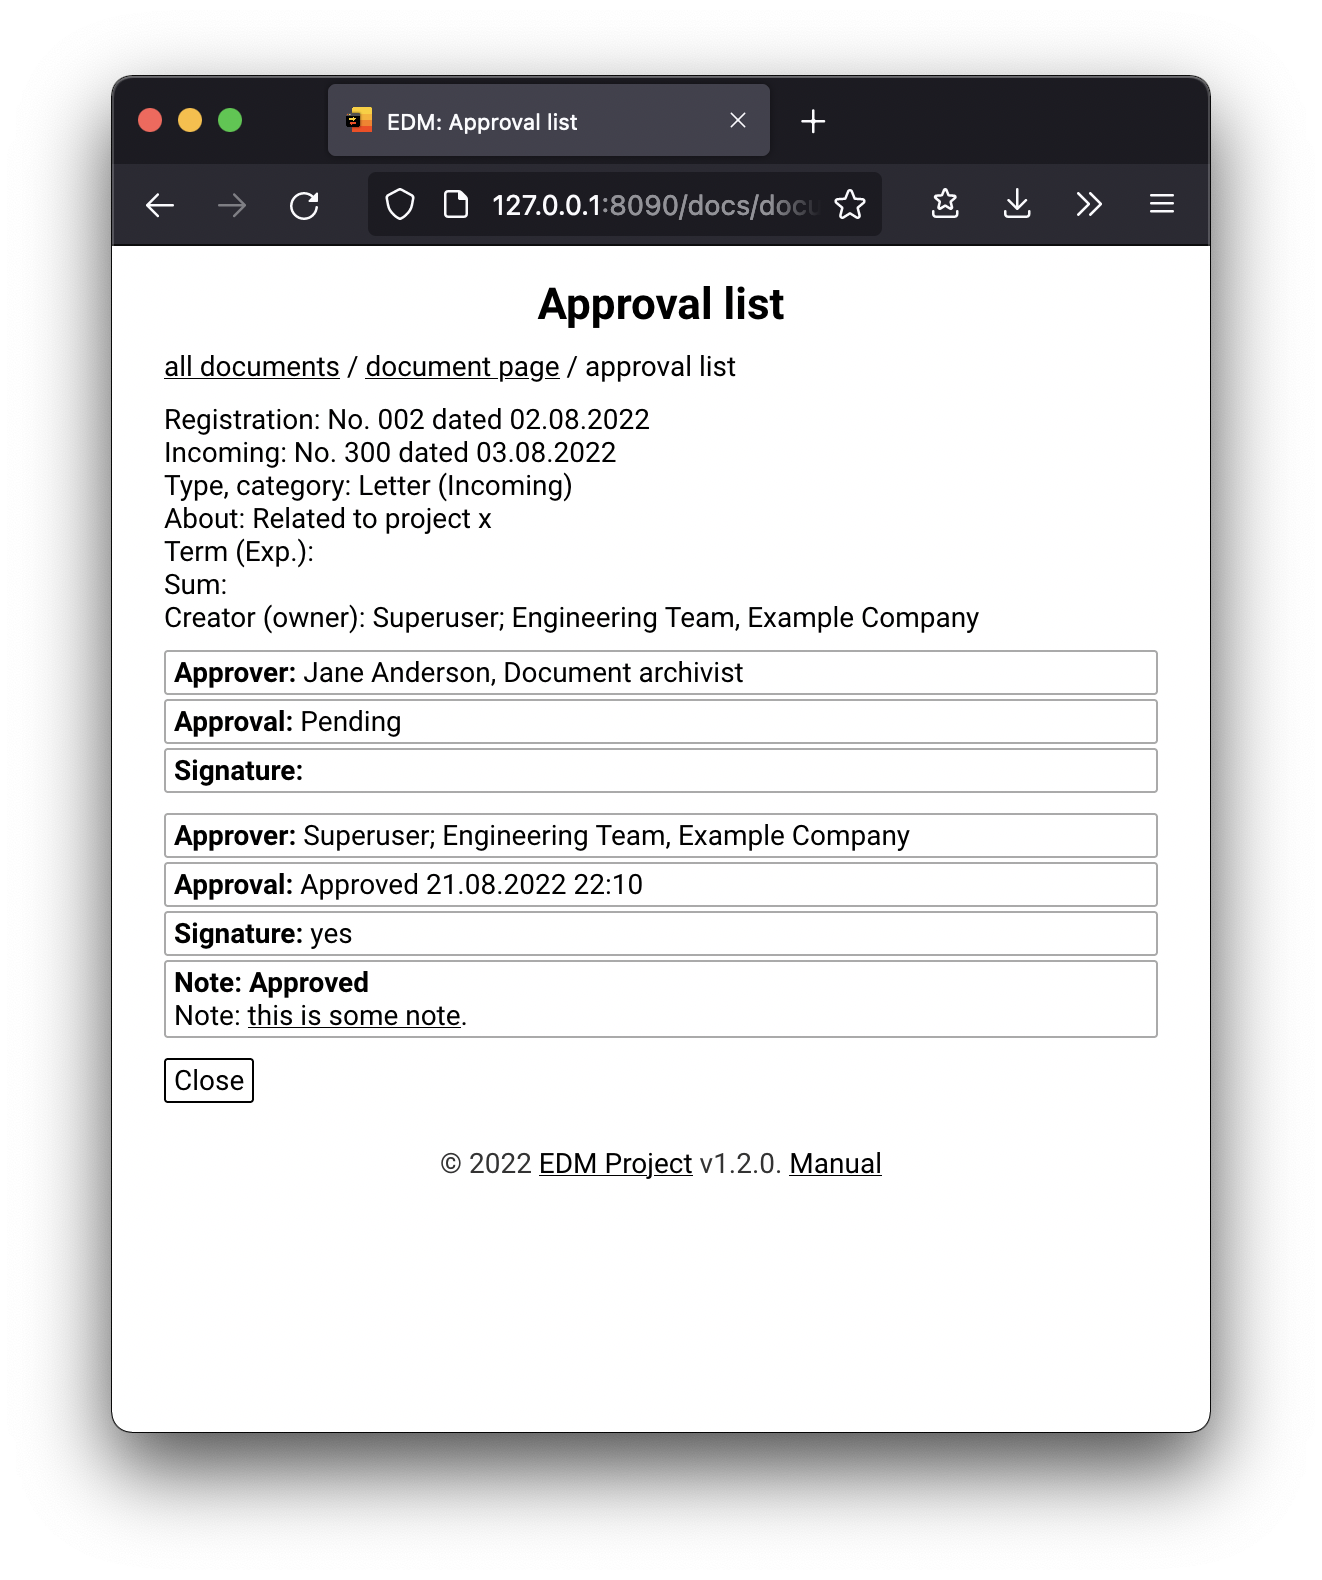 EDM: Approval list
127.0.0.1:8090/docs/docu
Approval list
all documents / document page / approval list
Registration: No. 002 dated 02.08.2022
Incoming: No. 300 dated 03.08.2022
Type, category: Letter (Incoming)
About: Related to project x
Term (Exp.):
Sum:
Creator (owner): Superuser; Engineering Team, Example Company
Approver: Jane Anderson, Document archivist
Approval: Pending
Signature:
Approver: Superuser; Engineering Team, Example Company
Approval: Approved 21.08.2022 22:10
Signature: yes
Note: Approved
Note: this is some note.
Close
© 2022 EDM Project v1.2.0. Manual